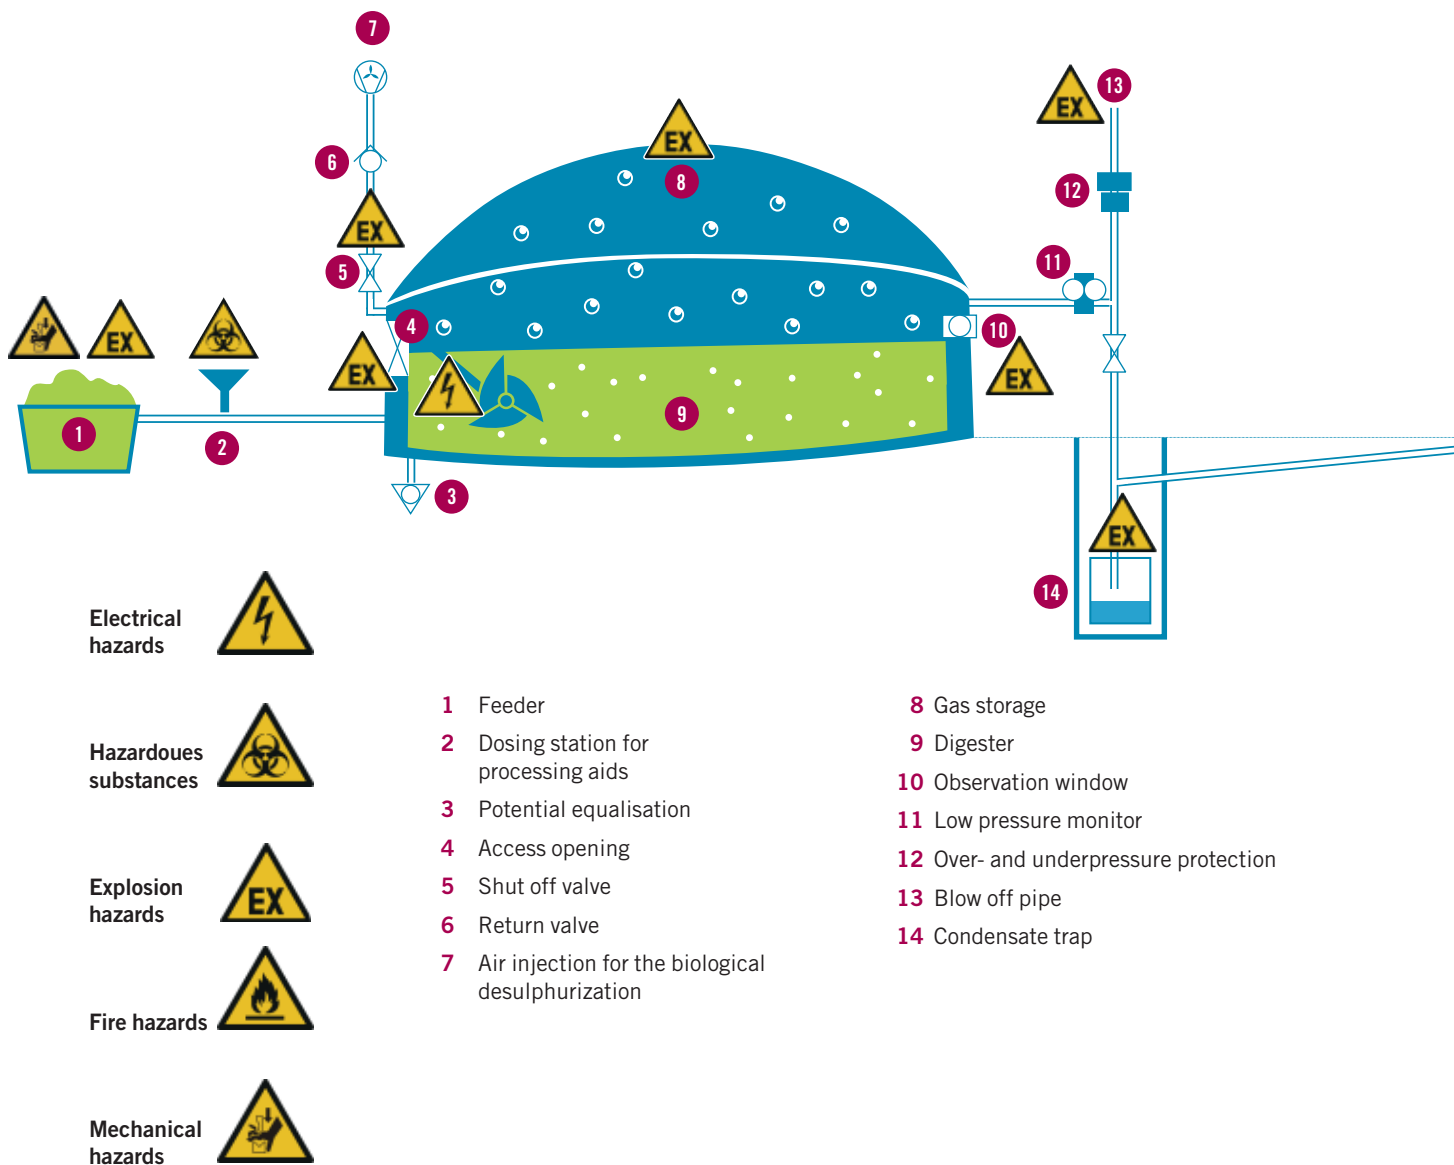 7
EX
13
6
EX
8
12
EX
5
11
EX
4
10
EX
EX
1
2
9
3
EX
14
Electrical
hazards
Hazardoues
substances
EX
Explosion
hazards
Fire hazards
Mechanical
hazards
1 Feeder
2 Dosing station for
processing aids
3 Potential equalisation
4 Access opening
5 Shut off valve
6 Return valve
7 Air injection for the biological
desulphurization
8 Gas storage
9 Digester
10 Observation window
11 Low pressure monitor
12 Over- and underpressure protection
13 Blow off pipe
14 Condensate trap